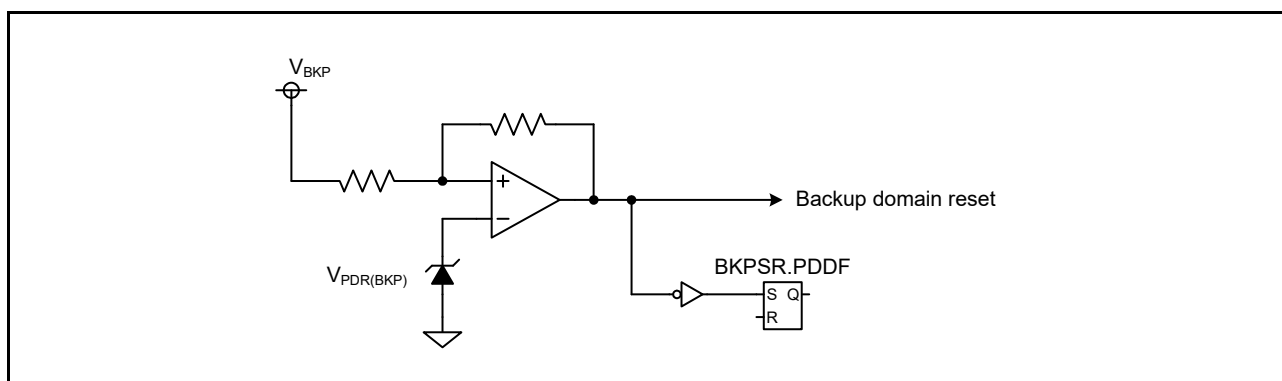 VBKP
+
−
Backup domain reset
VPDR(BKP)
BKPSR.PDDF
S Q
R